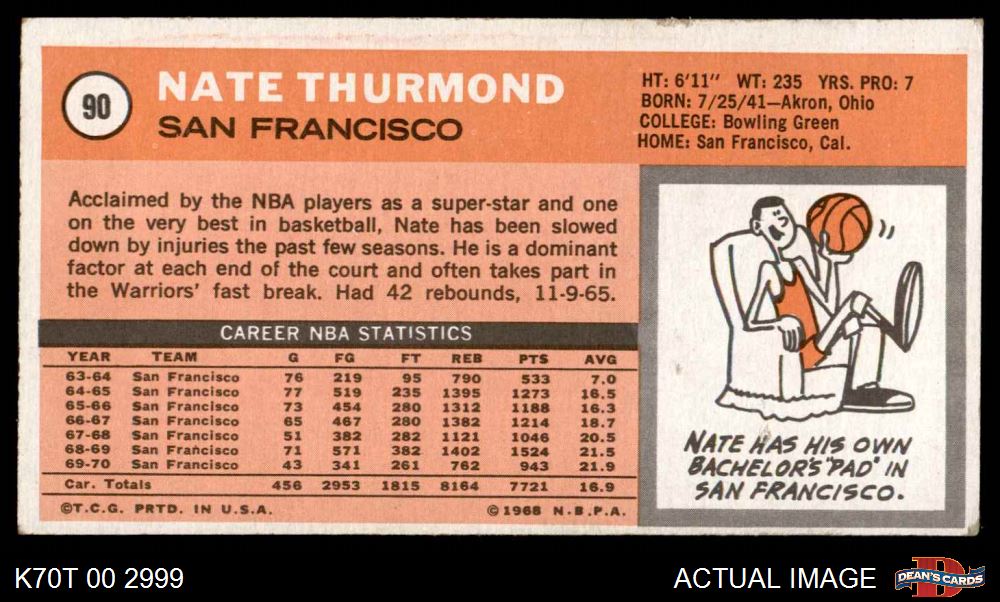 90
NATE THURMOND
SAN FRANCISCO
HT: 6'11" WT: 235 YRS. PRO: 7
BORN: 7/25/41—Akron, Ohio
COLLEGE: Bowling Green
HOME: San Francisco, Cal.
Acclaimed by the NBA players as a super-star and one
on the very best in basketball, Nate has been slowed
down by injuries the past few seasons. He is a dominant
factor at each end of the court and often takes part in
the Warriors' fast break. Had 42 rebounds, 11-9-65.
CAREER NBA STATISTICS
YEAR TEAM G FG FT REB PTS AVG
63-64 San Francisco 76 219 95 790 533 7.0
64-65 San Francisco 77 519 235 1395 1273 16.5
65-66 San Francisco 73 454 280 1312 1188 16.3
66-67 San Francisco 65 467 280 1382 1214 18.7
67-68 San Francisco 51 382 282 1121 1046 20.5
68-69 San Francisco 71 571 382 1402 1524 21.5
69-70 San Francisco 43 341 261 762 943 21.9
Car. Totals 456 2953 1815 8164 7721 16.9
©T.C.G. PRTD. IN U.S.A. ©1968 N.B.P.A.
NATE HAS HIS OWN
BACHELOR'S "PAD" IN
SAN FRANCISCO.
K70T 00 2999
ACTUAL IMAGE
D
DEAN'S CARDS